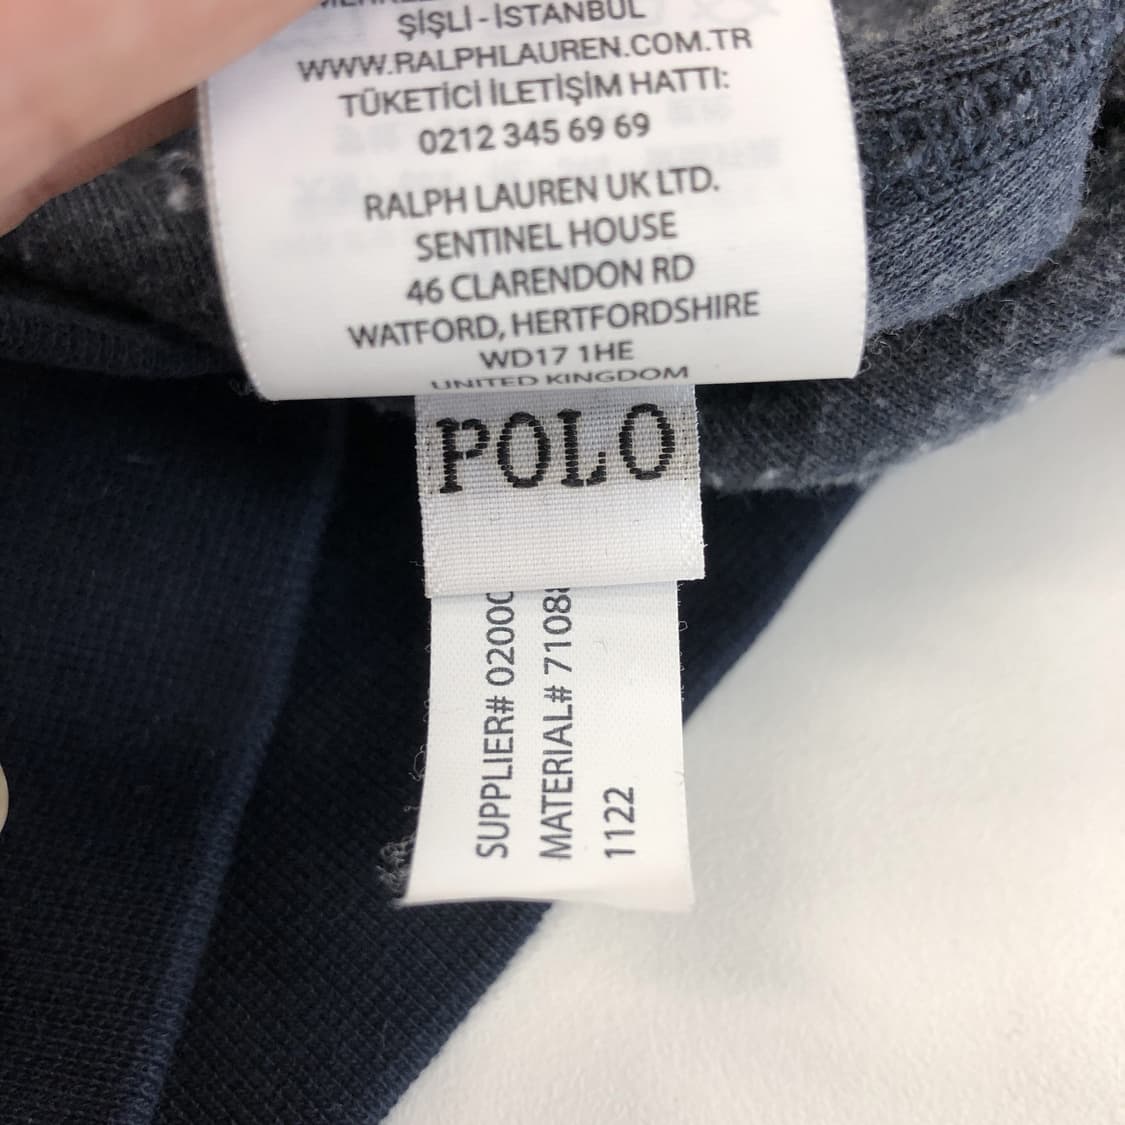 ŞİŞLİ - İSTANBUL
WWW.RALPHLAUREN.COM.TR
TÜKETİCİ İLETİŞİM HATTI:
0212 345 69 69
RALPH LAUREN UK LTD.
SENTINEL HOUSE
46 CLARENDON RD
WATFORD, HERTFORDSHIRE
WD17 1HE
UNITED KINGDOM
POLO
SUPPLIER# 0200
MATERIAL# 7108
1122